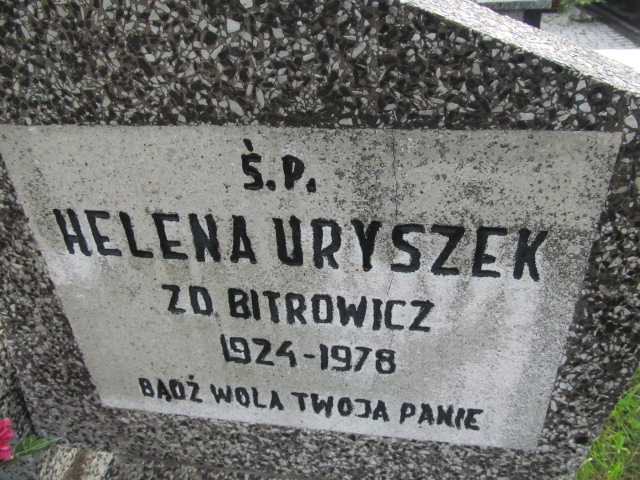 Ś.P.
HELENA URYSZEK
ZD. BITROWICZ
1924-1978
BĄDŹ WOLA TWOJA PANIE